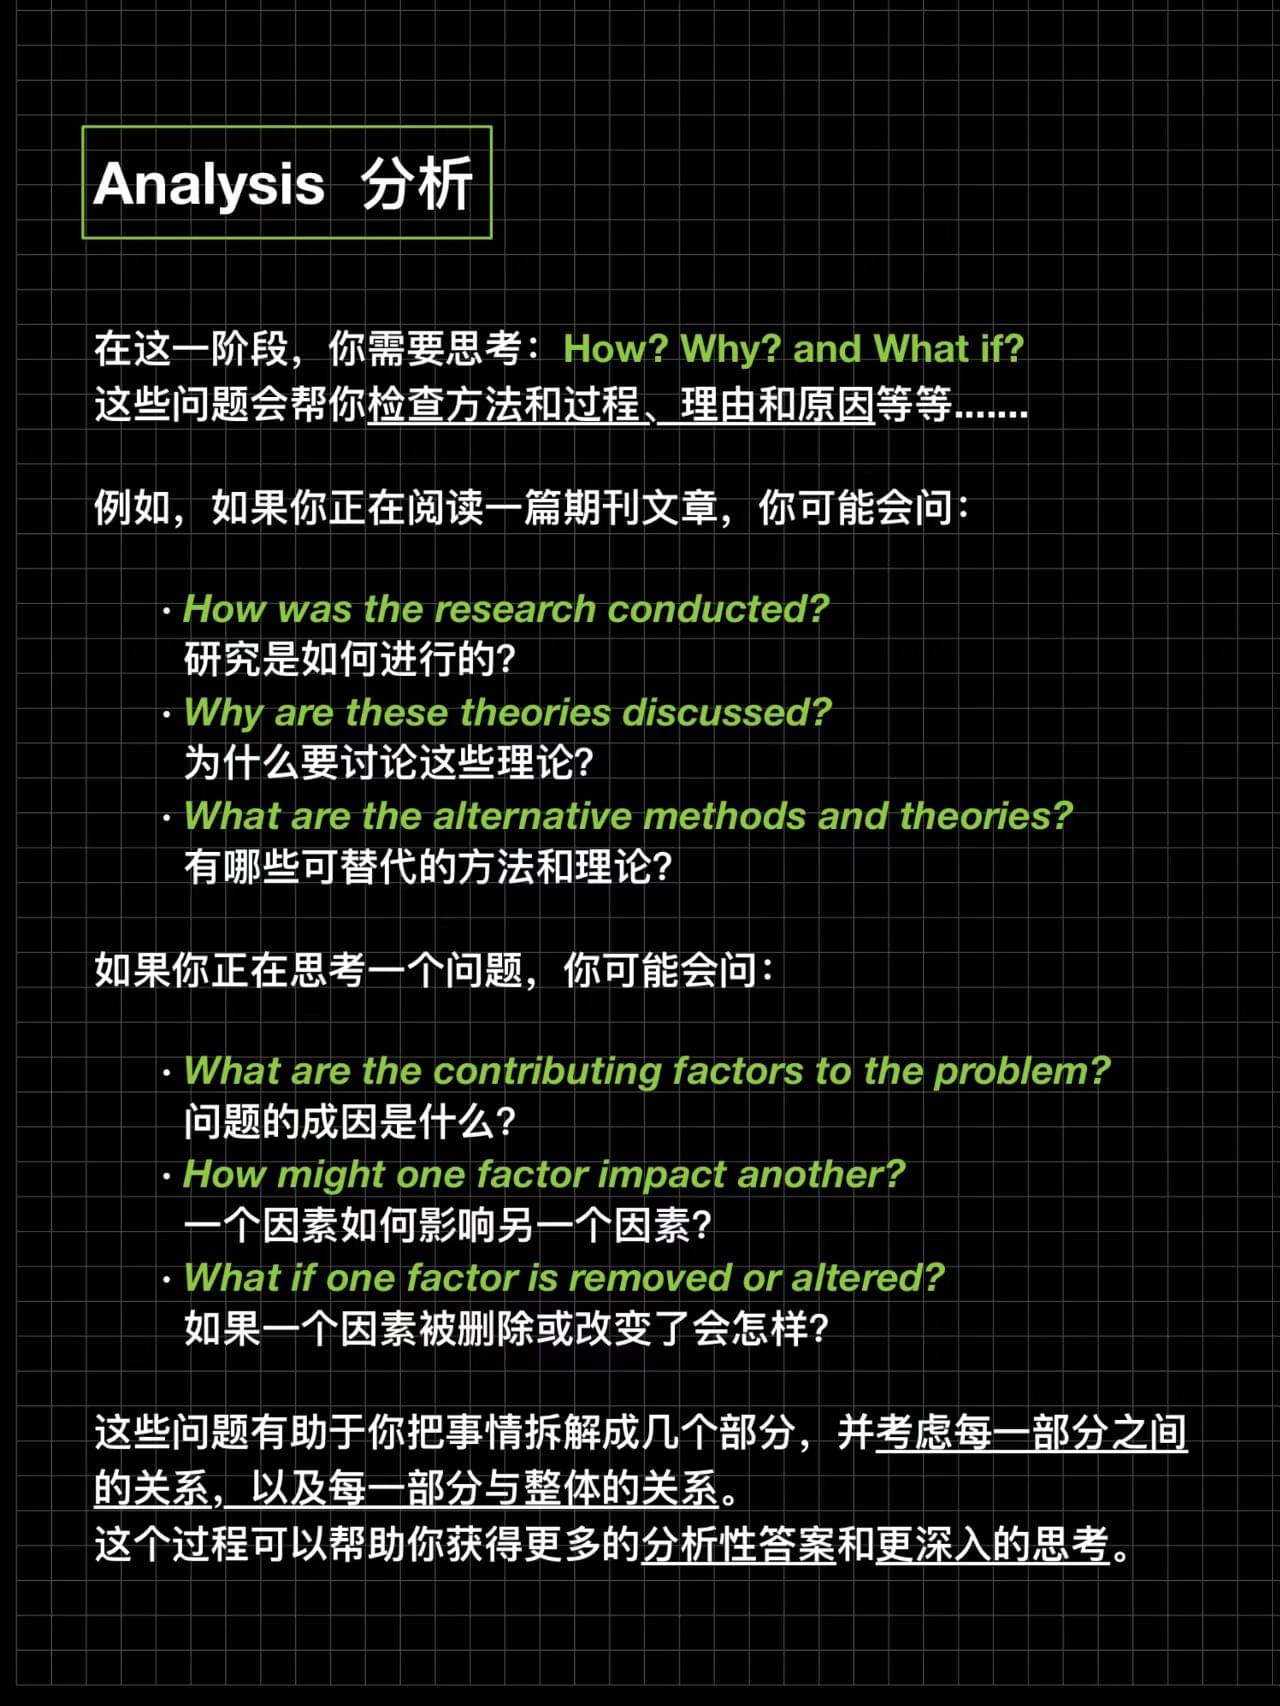 Analysis 分析
在这一阶段，你需要思考：How? Why? and What if?
这些问题会帮你检查方法和过程、理由和原因等等.......
例如，如果你正在阅读一篇期刊文章，你可能会问：
· How was the research conducted?
研究是如何进行的？
· Why are these theories discussed?
为什么要讨论这些理论？
· What are the alternative methods and theories?
有哪些可替代的方法和理论？
如果你正在思考一个问题，你可能会问：
· What are the contributing factors to the problem?
问题的成因是什么？
· How might one factor impact another?
一个因素如何影响另一个因素？
· What if one factor is removed or altered?
如果一个因素被删除或改变了会怎样？
这些问题有助于你把事情拆解成几个部分，并考虑每一部分之间
的关系，以及每一部分与整体的关系。
这个过程可以帮助你获得更多的分析性答案和更深入的思考。